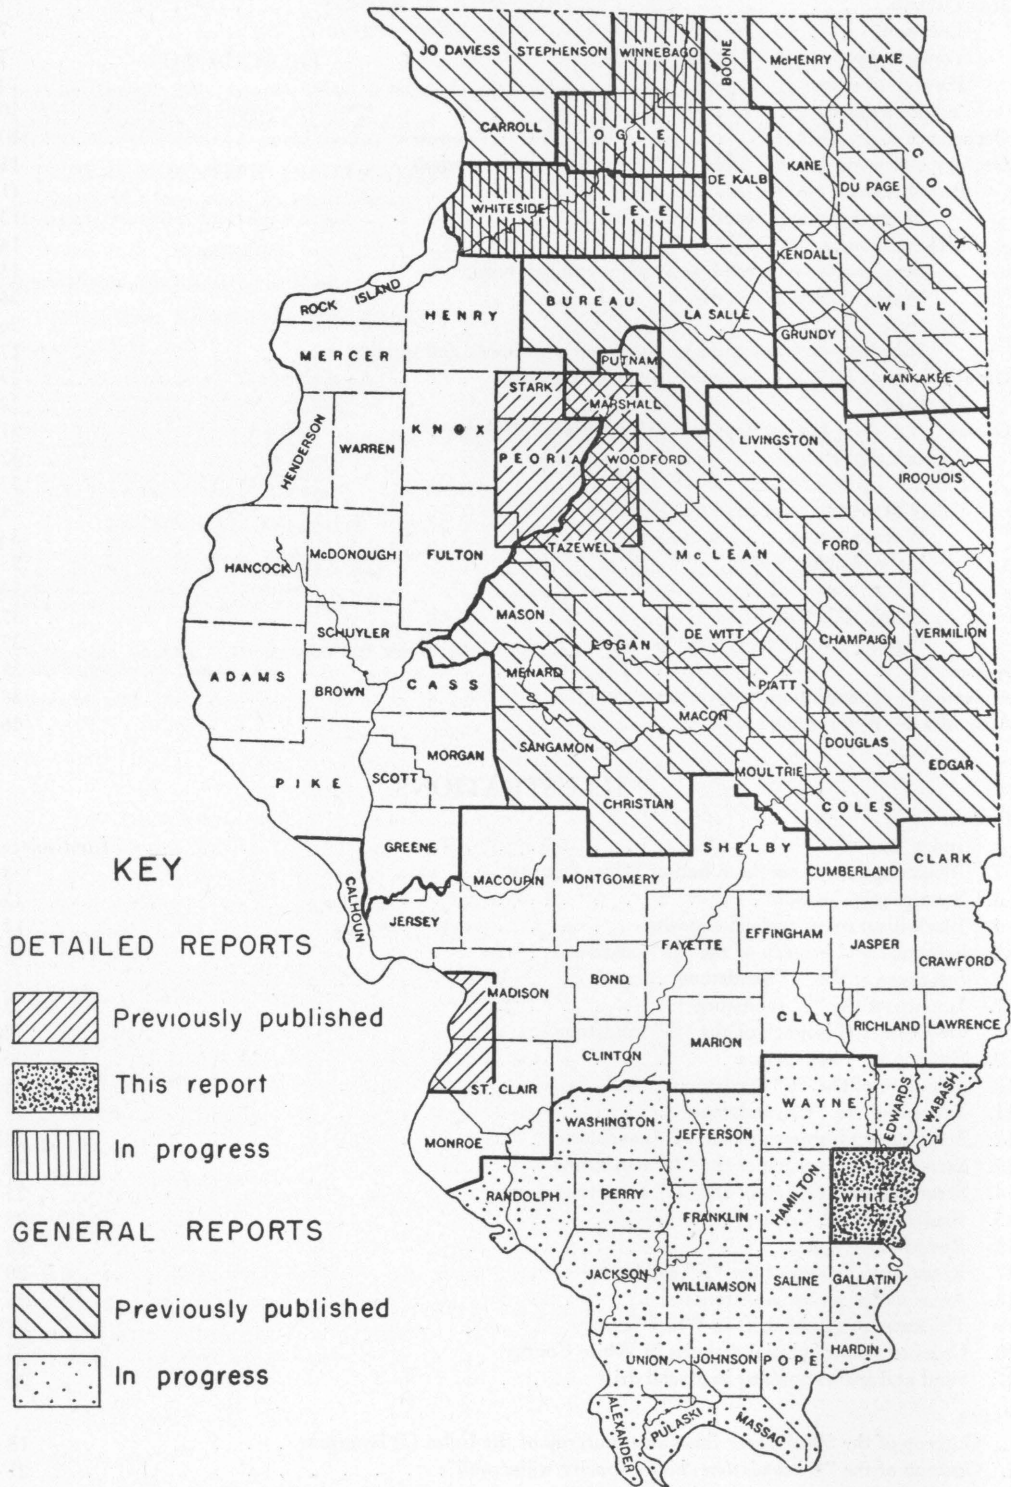 JO DAVIESS
STEPHENSON
WINNEBAGO
BOONE
McHENRY
LAKE
CARROLL
OGLE
KANE
COOK
DE KALB
DU PAGE
WHITESIDE
LEE
KENDALL
ROCK ISLAND
HENRY
BUREAU
LA SALLE
WILL
GRUNDY
MERCER
PUTNAM
KANKAKEE
STARK
MARSHALL
HENDERSON
WARREN
KNOX
PEORIA
WOODFORD
LIVINGSTON
IROQUOIS
FORD
HANCOCK
McDONOUGH
FULTON
TAZEWELL
McLEAN
MASON
SCHUYLER
LOGAN
DE WITT
CHAMPAIGN
VERMILION
ADAMS
BROWN
CASS
MENARD
PIATT
MACON
PIKE
SCOTT
MORGAN
SANGAMON
DOUGLAS
EDGAR
MOULTRIE
CHRISTIAN
COLES
GREENE
SHELBY
CLARK
CUMBERLAND
CALHOUN
MACOUPIN
MONTGOMERY
JERSEY
FAYETTE
EFFINGHAM
JASPER
CRAWFORD
BOND
MADISON
CLAY
RICHLAND
LAWRENCE
CLINTON
MARION
ST. CLAIR
WAYNE
EDWARDS
WABASH
MONROE
WASHINGTON
JEFFERSON
RANDOLPH
PERRY
FRANKLIN
HAMILTON
WHITE
JACKSON
WILLIAMSON
SALINE
GALLATIN
UNION
JOHNSON
POPE
HARDIN
ALEXANDER
PULASKI
MASSAC
KEY
DETAILED REPORTS
Previously published
This report
In progress
GENERAL REPORTS
Previously published
In progress